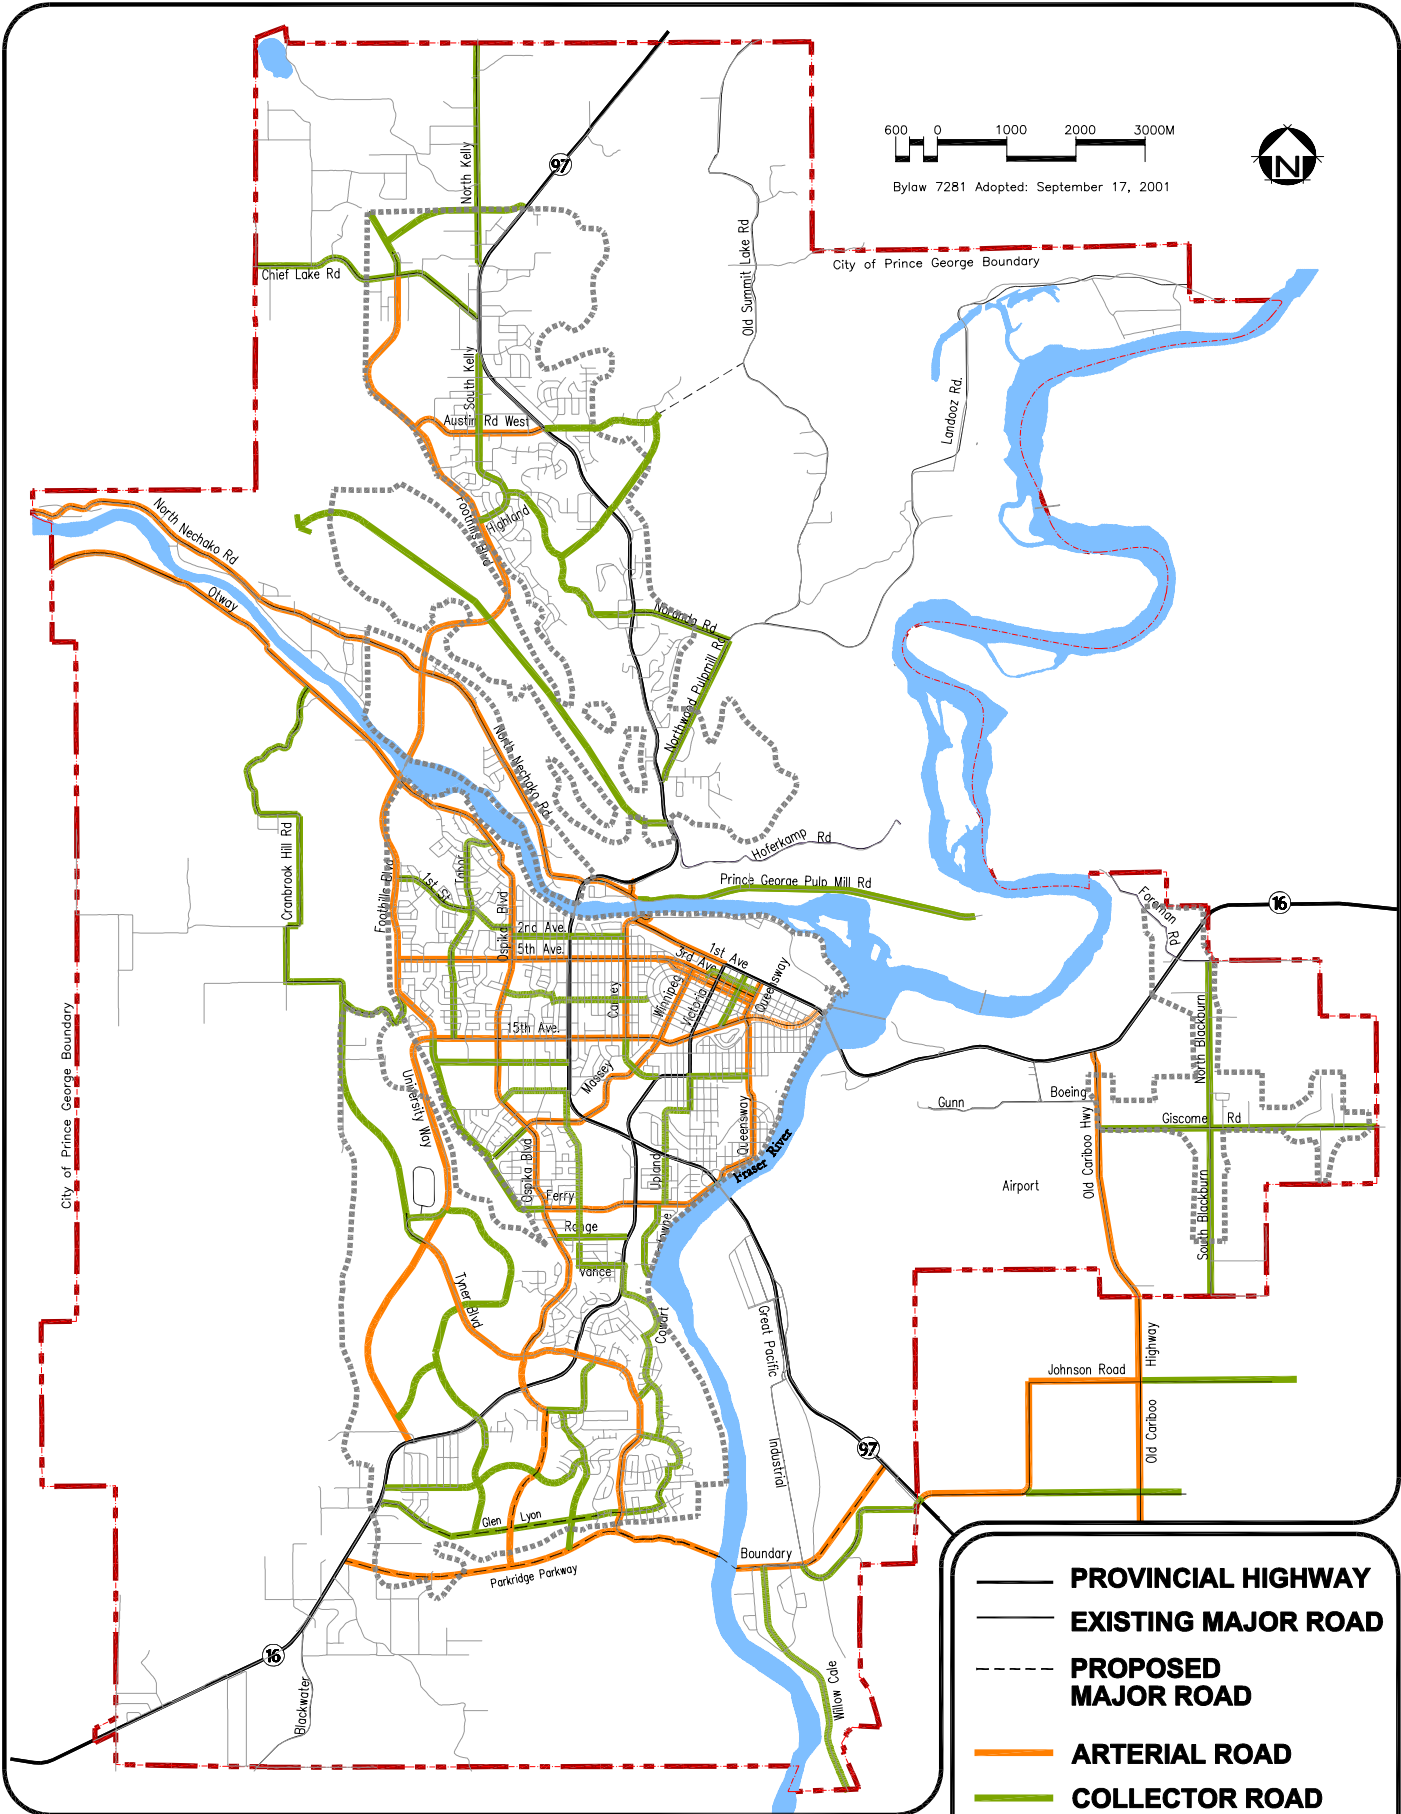 600 0 1000 2000 3000M
Bylaw 7281 Adopted: September 17, 2001
N
97
North Kelly
Chief Lake Rd
City of Prince George Boundary
Old Summit Lake Rd
South Kelly
Austin Rd West
Landooz Rd.
North Nechako Rd
Foothills Blvd
Highland
Otway
Noranda Rd
Northwood Pulpmill Rd
North Nechako Rd
Hoferkamp Rd
Cranbrook Hill Rd
Foothills Blvd
1st St
Tabor
Ospika Blvd
Prince George Pulp Mill Rd
Foreman Rd
16
2nd Ave.
5th Ave.
1st Ave
3rd Ave
Queensway
Winnipeg
Victoria
Carney
15th Ave.
North Blackburn
City of Prince George Boundary
University Way
Massey
Gunn
Boeing
Giscome Rd
Old Cariboo Hwy
Queensway
Fraser River
Ospika Blvd
Upland
Airport
Ferry
South Blackburn
Range
Vance
Tyner Blvd
Cowart
Great Pacific
Highway
Johnson Road
Old Cariboo
97
Industrial
Glen Lyon
Boundary
Parkridge Parkway
16
Blackwater
Willow Cale
PROVINCIAL HIGHWAY
EXISTING MAJOR ROAD
PROPOSED
MAJOR ROAD
ARTERIAL ROAD
COLLECTOR ROAD